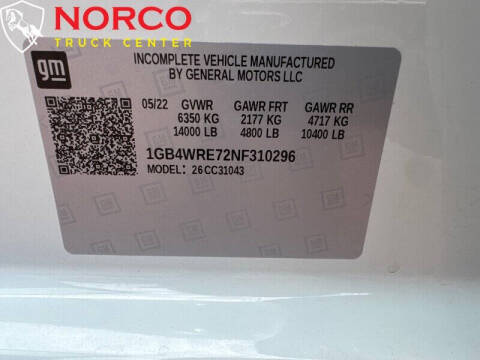 NORCO
TRUCK CENTER
gm
INCOMPLETE VEHICLE MANUFACTURED
BY GENERAL MOTORS LLC
05/22 GVWR GAWR FRT GAWR RR
6350 KG 2177 KG 4717 KG
14000 LB 4800 LB 10400 LB
1GB4WRE72NF310296
MODEL: 26 CC31043